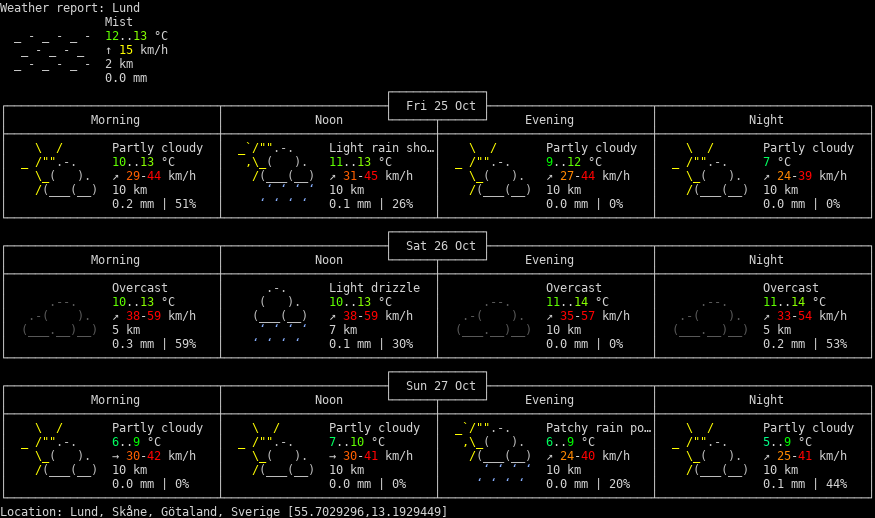 Weather report: Lund
Mist
12..13 °C
↑ 15 km/h
2 km
0.0 mm
Fri 25 Oct
Morning Noon Evening Night
Partly cloudy Light rain sho… Partly cloudy Partly cloudy
10..13 °C 11..13 °C 9..12 °C 7 °C
↗ 29-44 km/h ↗ 31-45 km/h ↗ 27-44 km/h ↗ 24-39 km/h
10 km 10 km 10 km 10 km
0.2 mm | 51% 0.1 mm | 26% 0.0 mm | 0% 0.0 mm | 0%
Sat 26 Oct
Morning Noon Evening Night
Overcast Light drizzle Overcast Overcast
10..13 °C 10..13 °C 11..14 °C 11..14 °C
↗ 38-59 km/h ↗ 38-59 km/h ↗ 35-57 km/h ↗ 33-54 km/h
5 km 7 km 10 km 5 km
0.3 mm | 59% 0.1 mm | 30% 0.0 mm | 0% 0.2 mm | 53%
Sun 27 Oct
Morning Noon Evening Night
Partly cloudy Partly cloudy Patchy rain po… Partly cloudy
6..9 °C 7..10 °C 6..9 °C 5..9 °C
→ 30-42 km/h → 30-41 km/h ↗ 24-40 km/h ↗ 25-41 km/h
10 km 10 km 10 km 10 km
0.0 mm | 0% 0.0 mm | 0% 0.0 mm | 20% 0.1 mm | 44%
Location: Lund, Skåne, Götaland, Sverige [55.7029296,13.1929449]